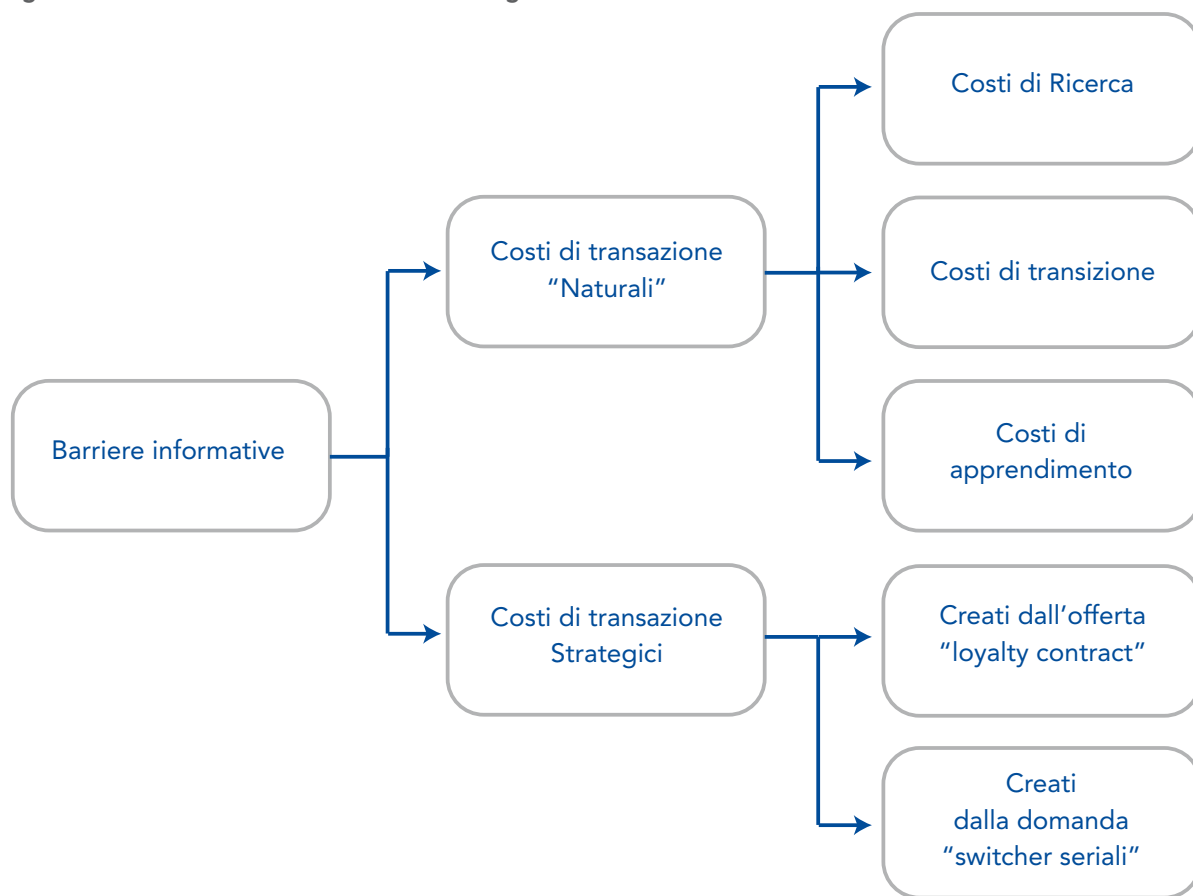 Costi di Ricerca
Costi di transazione
“Naturali”
Costi di transizione
Barriere informative
Costi di
apprendimento
Costi di transazione
Strategici
Creati dall’offerta
“loyalty contract”
Creati
dalla domanda
“switcher seriali”